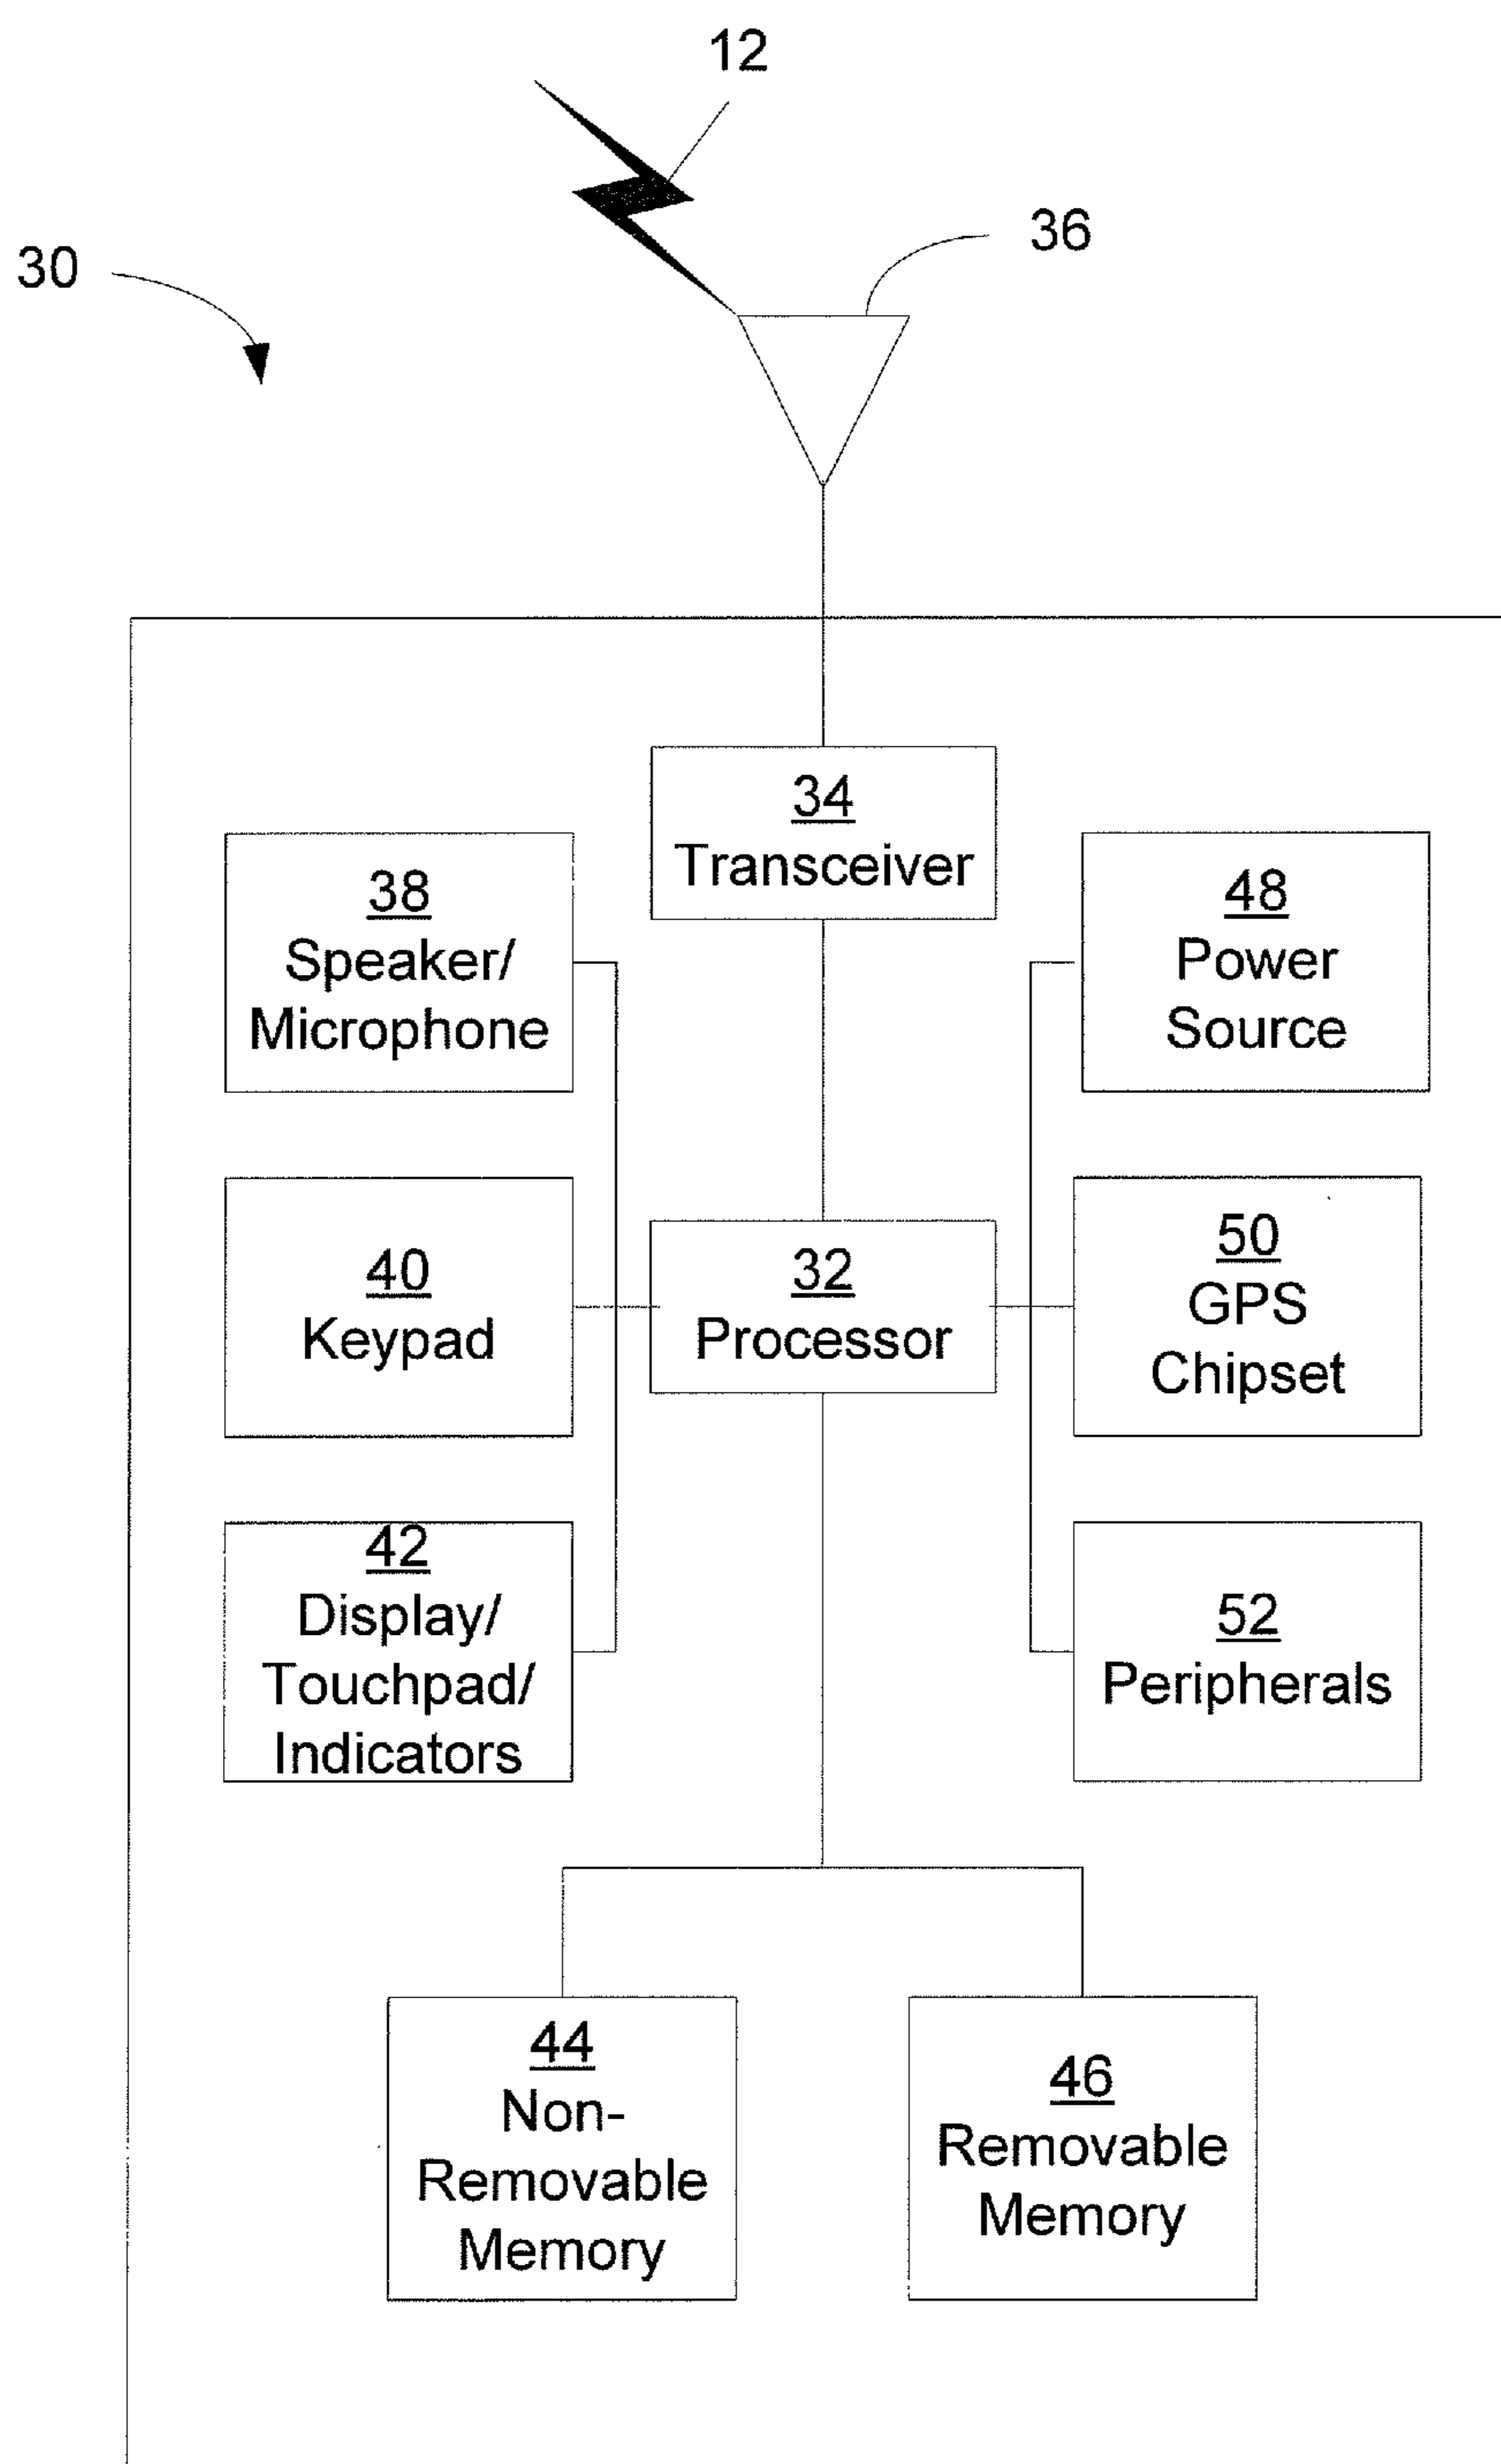 12
36
30
34
Transceiver
38
Speaker/
Microphone
48
Power
Source
40
Keypad
32
Processor
50
GPS
Chipset
42
Display/
Touchpad/
Indicators
52
Peripherals
44
Non-
Removable
Memory
46
Removable
Memory